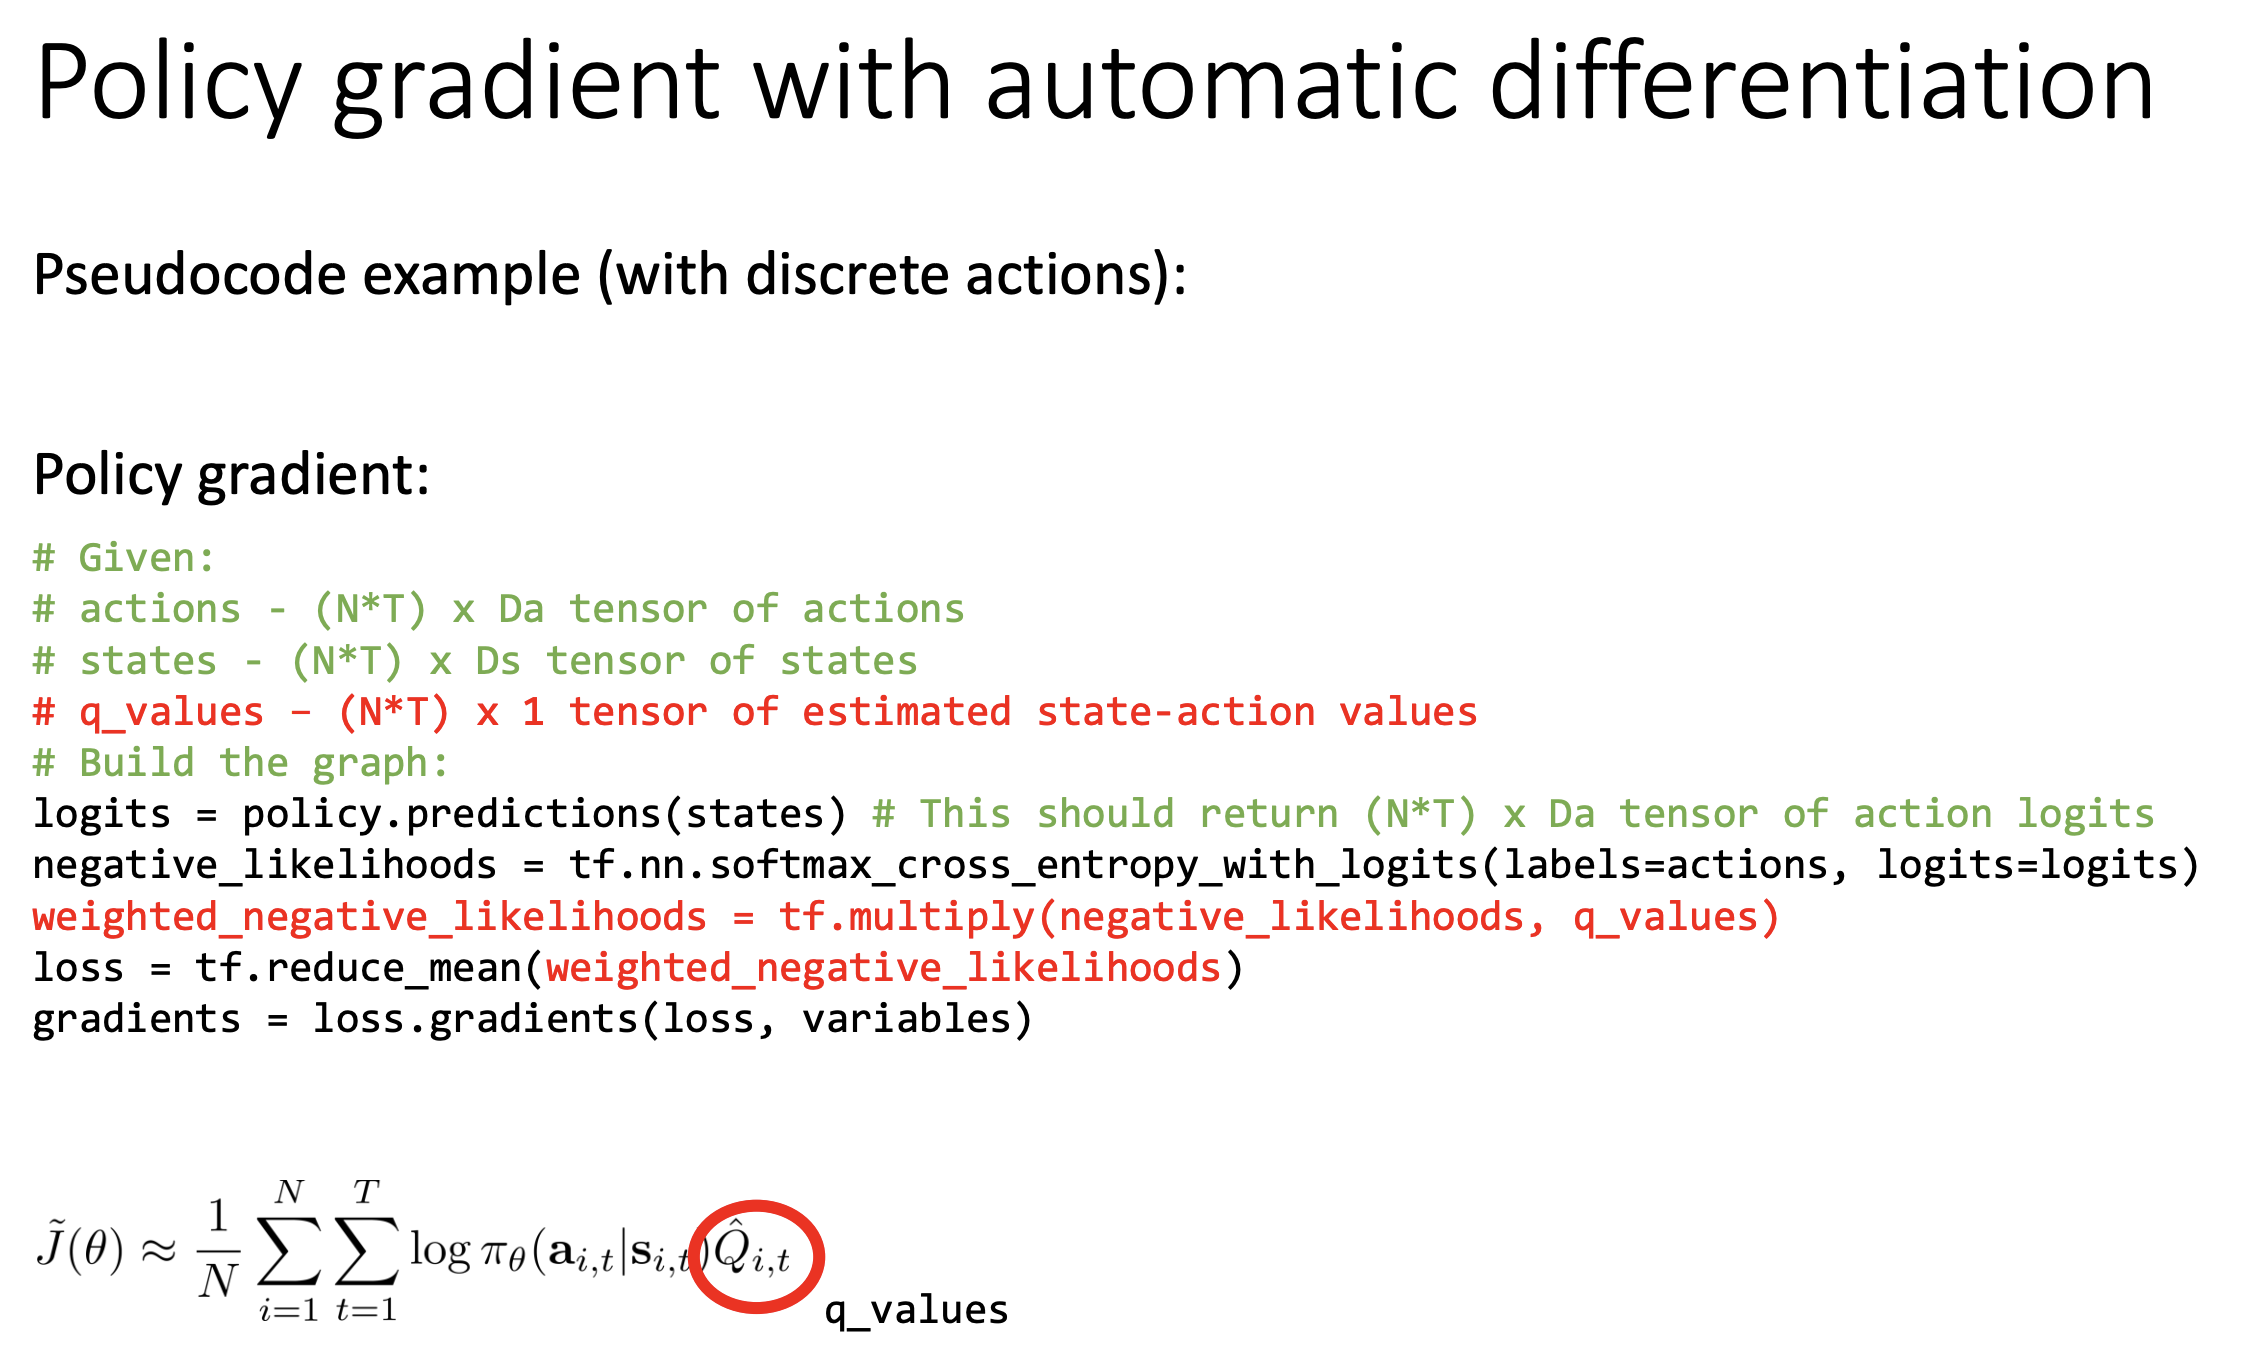 Policy gradient with automatic differentiation
Pseudocode example (with discrete actions):
Policy gradient:
# Given:
# actions - (N*T) x Da tensor of actions
# states - (N*T) x Ds tensor of states
# q_values – (N*T) x 1 tensor of estimated state-action values
# Build the graph:
logits = policy.predictions(states) # This should return (N*T) x Da tensor of action logits
negative_likelihoods = tf.nn.softmax_cross_entropy_with_logits(labels=actions, logits=logits)
weighted_negative_likelihoods = tf.multiply(negative_likelihoods, q_values)
loss = tf.reduce_mean(weighted_negative_likelihoods)
gradients = loss.gradients(loss, variables)
$\tilde{J}(\theta) \approx \frac{1}{N} \sum_{i=1}^{N} \sum_{t=1}^{T} \log \pi_\theta(\mathbf{a}_{i,t}|\mathbf{s}_{i,t}) \hat{Q}_{i,t}$
q_values